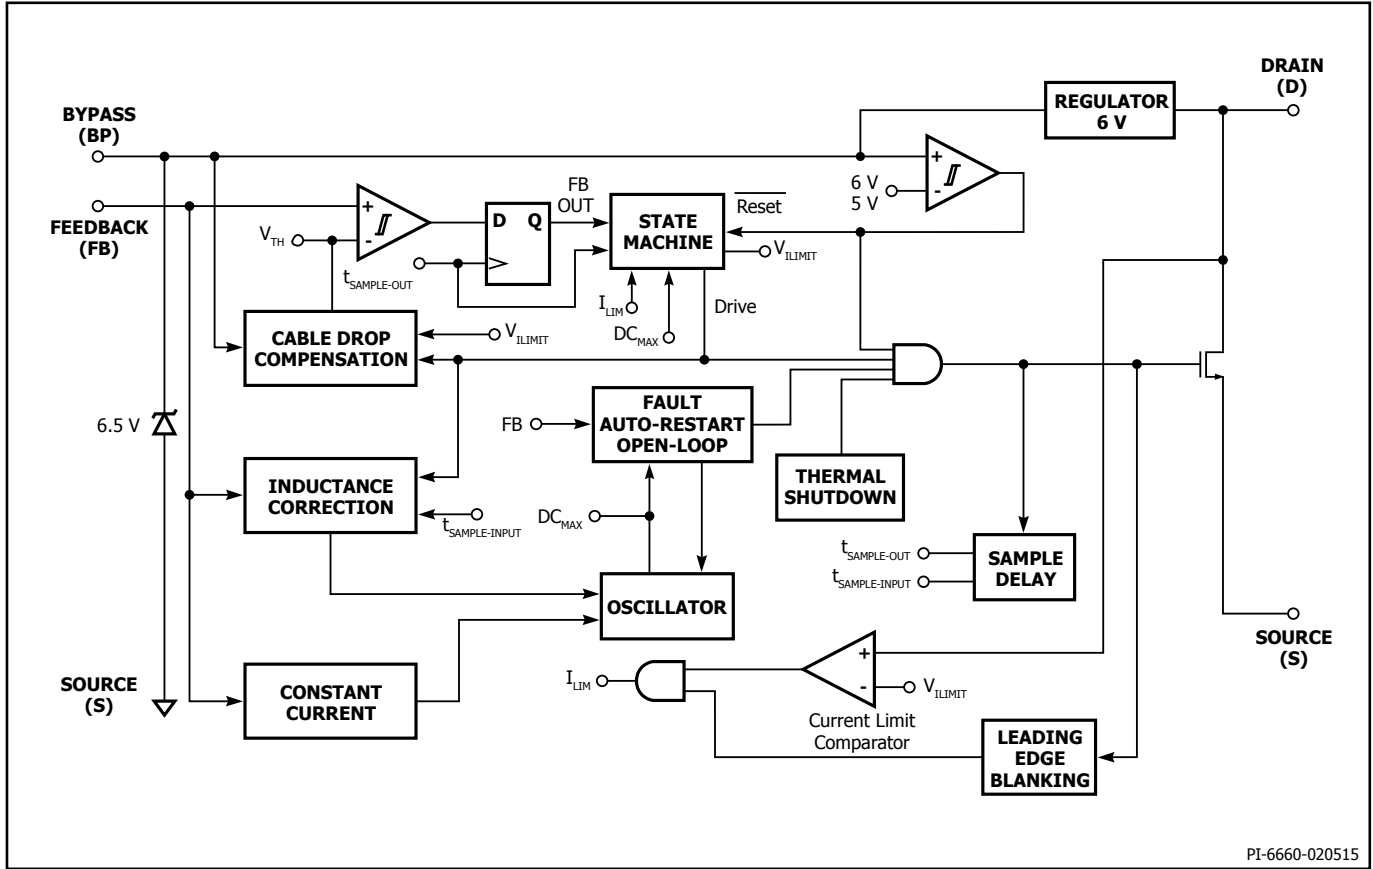 DRAIN
(D)
REGULATOR
6 V
BYPASS
(BP)
+
6 V
5 V
-
FEEDBACK
(FB)
+
-
V_TH
t_SAMPLE-OUT
D Q
FB
OUT
STATE
MACHINE
Reset
V_ILIMIT
I_LIM
DC_MAX
Drive
CABLE DROP
COMPENSATION
V_ILIMIT
6.5 V
FB
FAULT
AUTO-RESTART
OPEN-LOOP
THERMAL
SHUTDOWN
INDUCTANCE
CORRECTION
t_SAMPLE-INPUT
DC_MAX
t_SAMPLE-OUT
t_SAMPLE-INPUT
SAMPLE
DELAY
OSCILLATOR
SOURCE
(S)
SOURCE
(S)
CONSTANT
CURRENT
I_LIM
+
-
V_ILIMIT
Current Limit
Comparator
LEADING
EDGE
BLANKING
PI-6660-020515